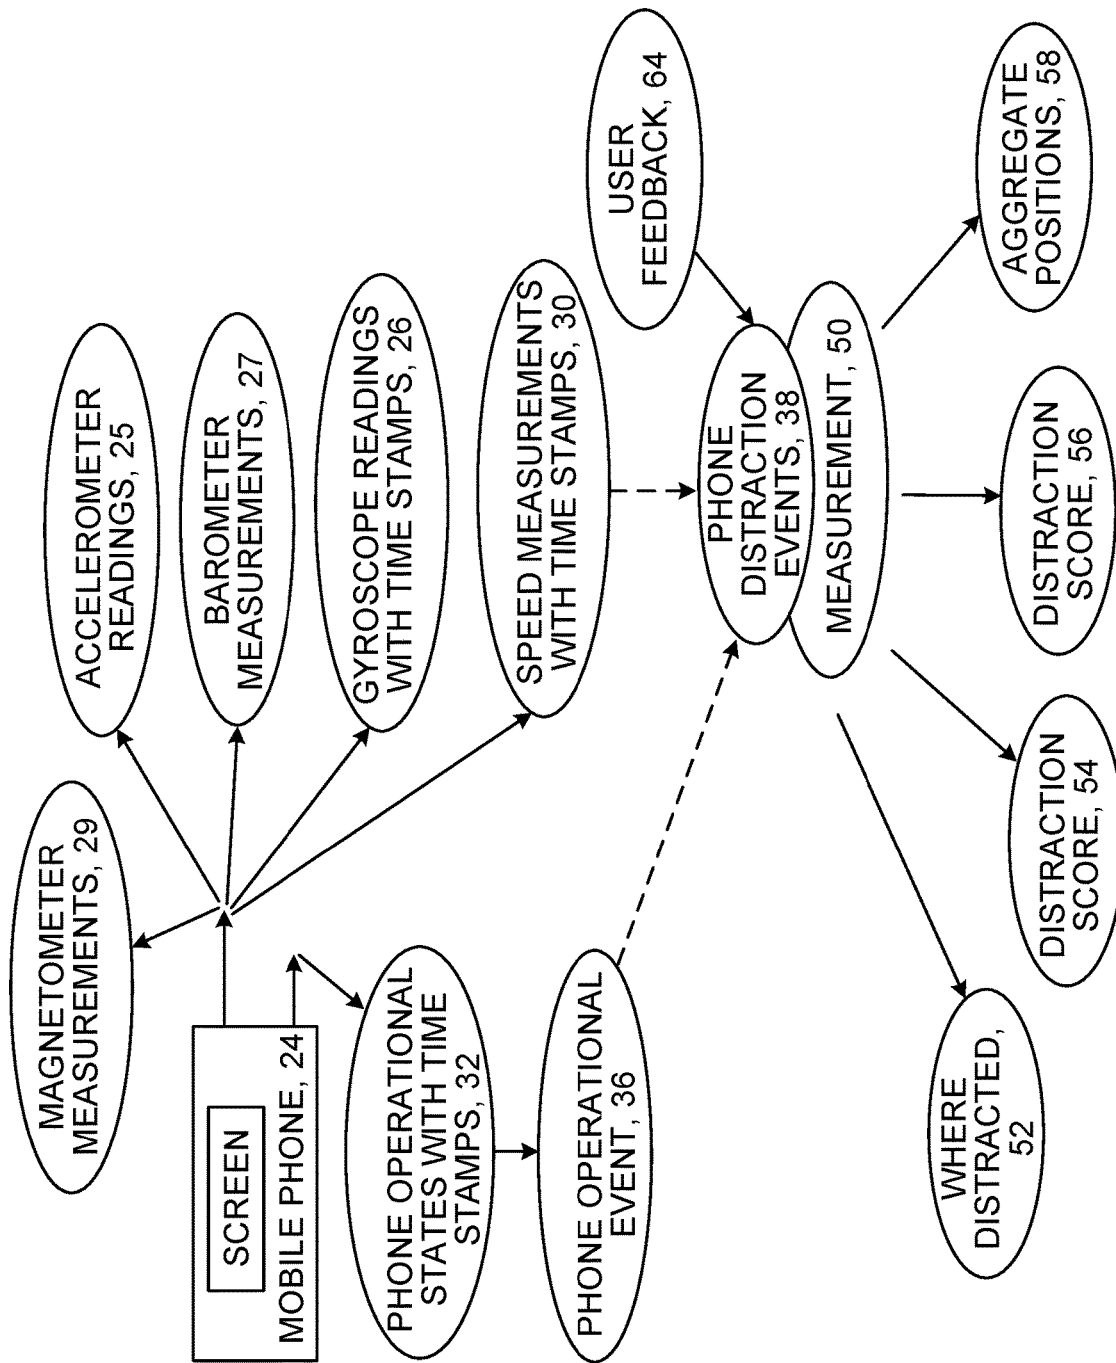 MAGNETOMETER
MEASUREMENTS, 29
ACCELEROMETER
READINGS, 25
BAROMETER
MEASUREMENTS, 27
GYROSCOPE READINGS
WITH TIME STAMPS, 26
SPEED MEASUREMENTS
WITH TIME STAMPS, 30
SCREEN
MOBILE PHONE, 24
PHONE OPERATIONAL
STATES WITH TIME
STAMPS, 32
PHONE OPERATIONAL
EVENT, 36
USER
FEEDBACK, 64
PHONE
DISTRACTION
EVENTS, 38
MEASUREMENT, 50
WHERE
DISTRACTED,
52
DISTRACTION
SCORE, 54
DISTRACTION
SCORE, 56
AGGREGATE
POSITIONS, 58